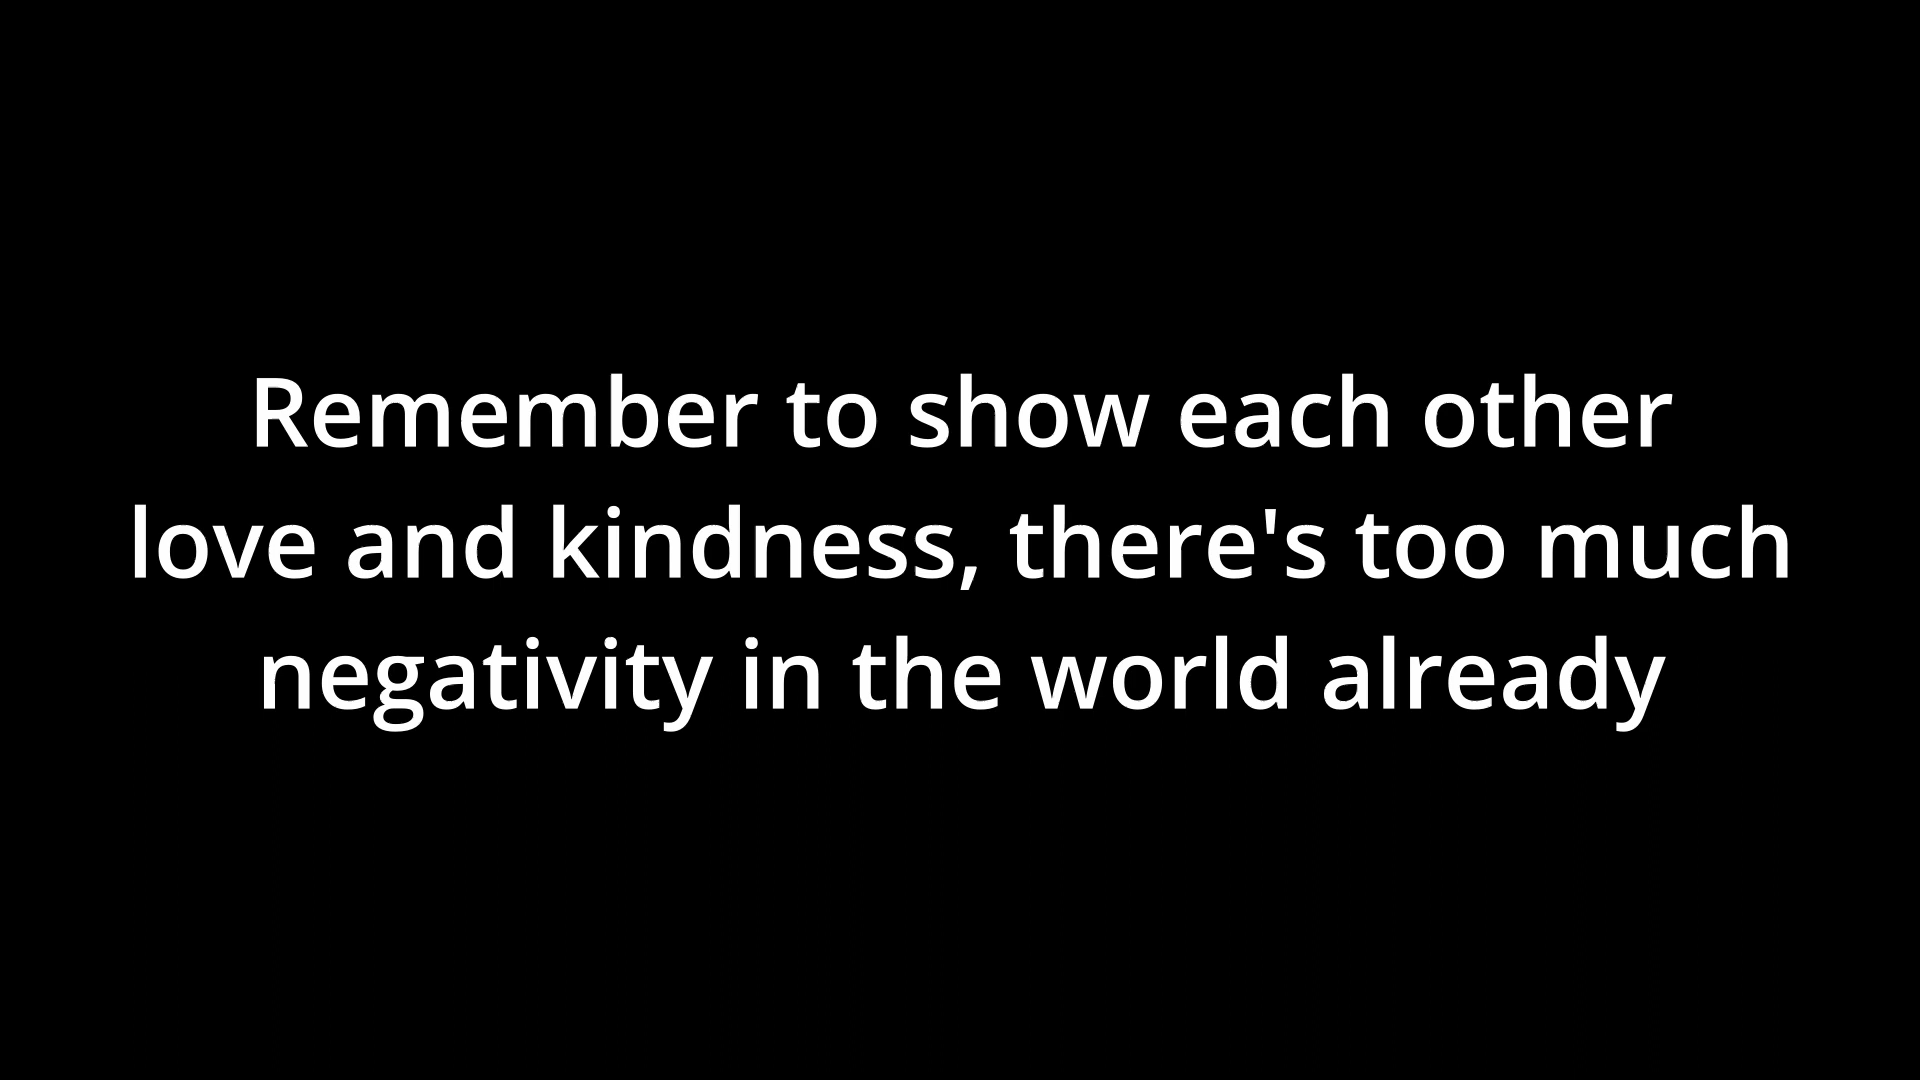 Remember to show each other
love and kindness, there's too much
negativity in the world already